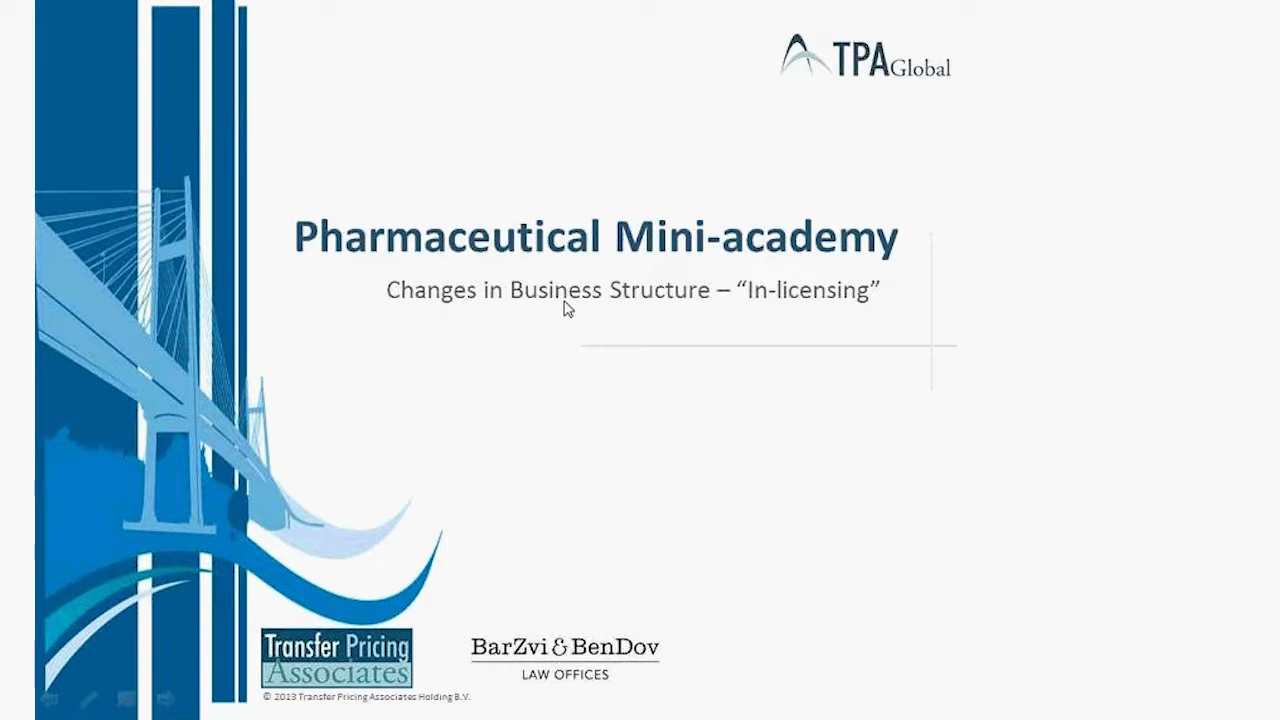 TPAGlobal
Pharmaceutical Mini-academy
Changes in Business Structure – “In-licensing”
Transfer Pricing
Associates
BarZvi & BenDov
LAW OFFICES
© 2013 Transfer Pricing Associates Holding B.V.